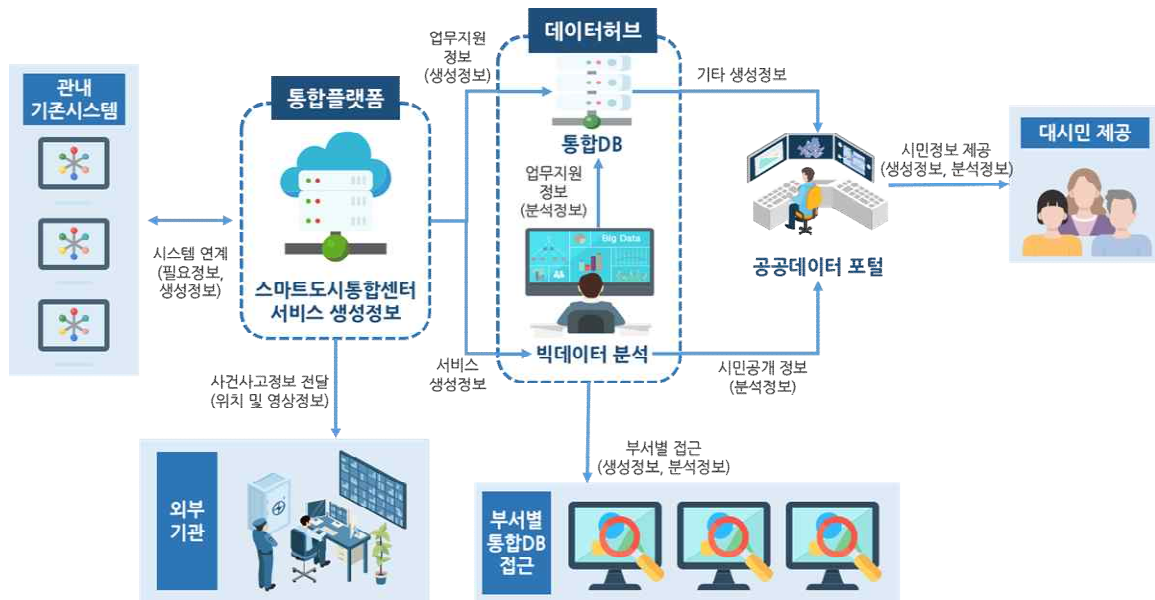 관내
기존시스템
시스템 연계
(필요정보,
생성정보)
통합플랫폼
스마트도시통합센터
서비스 생성정보
사건사고정보 전달
(위치 및 영상정보)
외부
기관
업무지원
정보
(생성정보)
서비스
생성정보
데이터허브
통합DB
업무지원
정보
(분석정보)
Big Data
빅데이터 분석
부서별 접근
(생성정보, 분석정보)
부서별
통합DB
접근
기타 생성정보
공공데이터 포털
시민공개 정보
(분석정보)
시민정보 제공
(생성정보, 분석정보)
대시민 제공